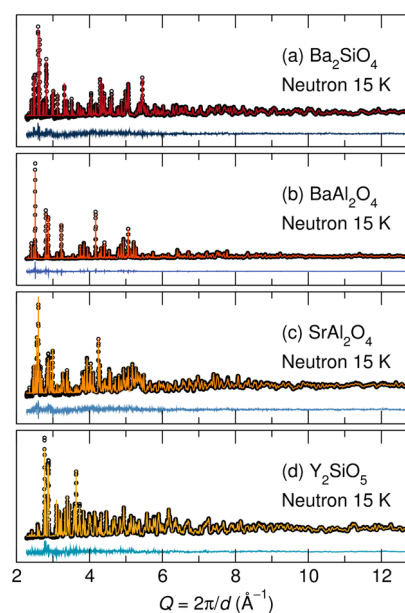 (a) Ba₂SiO₄
Neutron 15 K
(b) BaAl₂O₄
Neutron 15 K
(c) SrAl₂O₄
Neutron 15 K
(d) Y₂SiO₅
Neutron 15 K
2 4 6 8 10 12
Q = 2π/d (Å⁻¹)